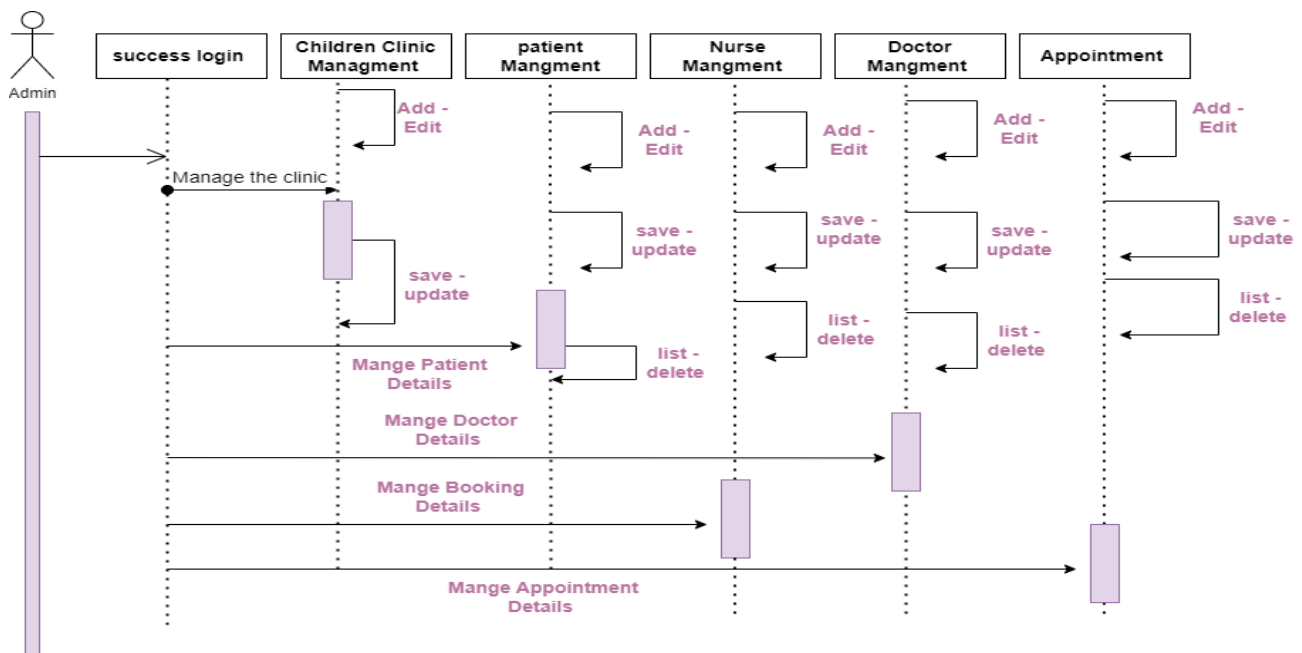 Admin
success login
Children Clinic
Managment
patient
Mangment
Nurse
Mangment
Doctor
Mangment
Appointment
Add -
Edit
Add -
Edit
Add -
Edit
Add -
Edit
Add -
Edit
Manage the clinic
save -
update
save -
update
save -
update
save -
update
save -
update
list -
delete
list -
delete
list -
delete
list -
delete
Mange Patient
Details
Mange Doctor
Details
Mange Booking
Details
Mange Appointment
Details